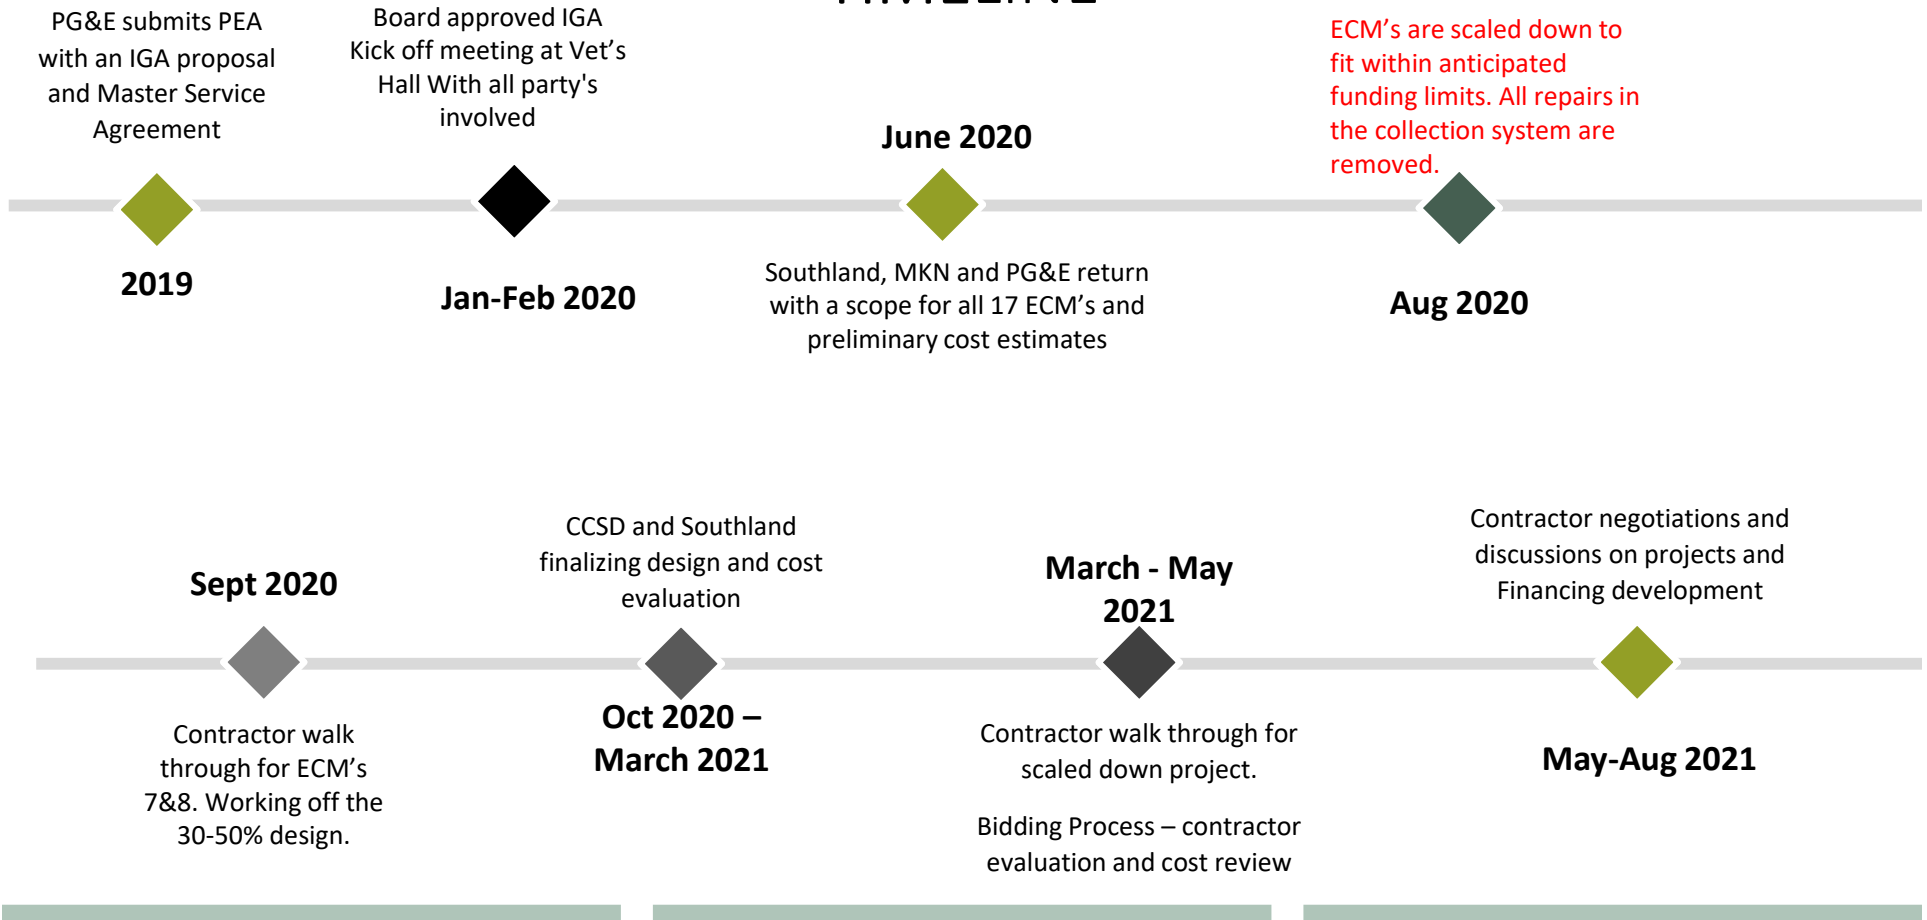 TIMELINE
PG&E submits PEA
with an IGA proposal
and Master Service
Agreement
2019
Board approved IGA
Kick off meeting at Vet’s
Hall With all party's
involved
Jan-Feb 2020
June 2020
Southland, MKN and PG&E return
with a scope for all 17 ECM’s and
preliminary cost estimates
ECM’s are scaled down to
fit within anticipated
funding limits. All repairs in
the collection system are
removed.
Aug 2020
Sept 2020
Contractor walk
through for ECM’s
7&8. Working off the
30-50% design.
CCSD and Southland
finalizing design and cost
evaluation
Oct 2020 –
March 2021
March - May
2021
Contractor walk through for
scaled down project.
Bidding Process – contractor
evaluation and cost review
Contractor negotiations and
discussions on projects and
Financing development
May-Aug 2021